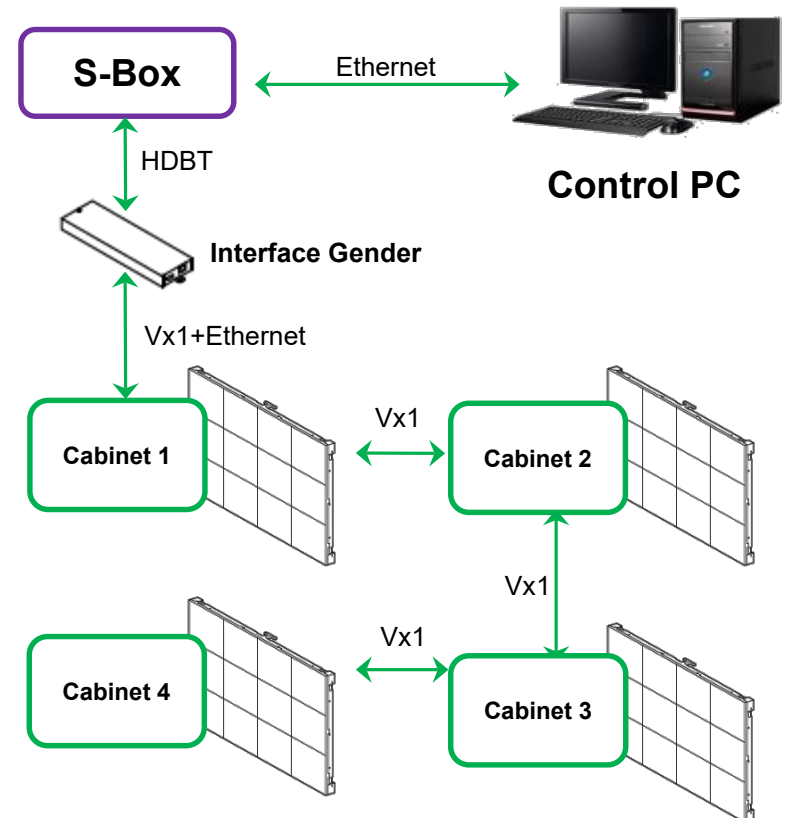 S-Box
Ethernet
Control PC
HDBT
Interface Gender
Vx1+Ethernet
Cabinet 1
Vx1
Cabinet 2
Vx1
Cabinet 4
Vx1
Cabinet 3